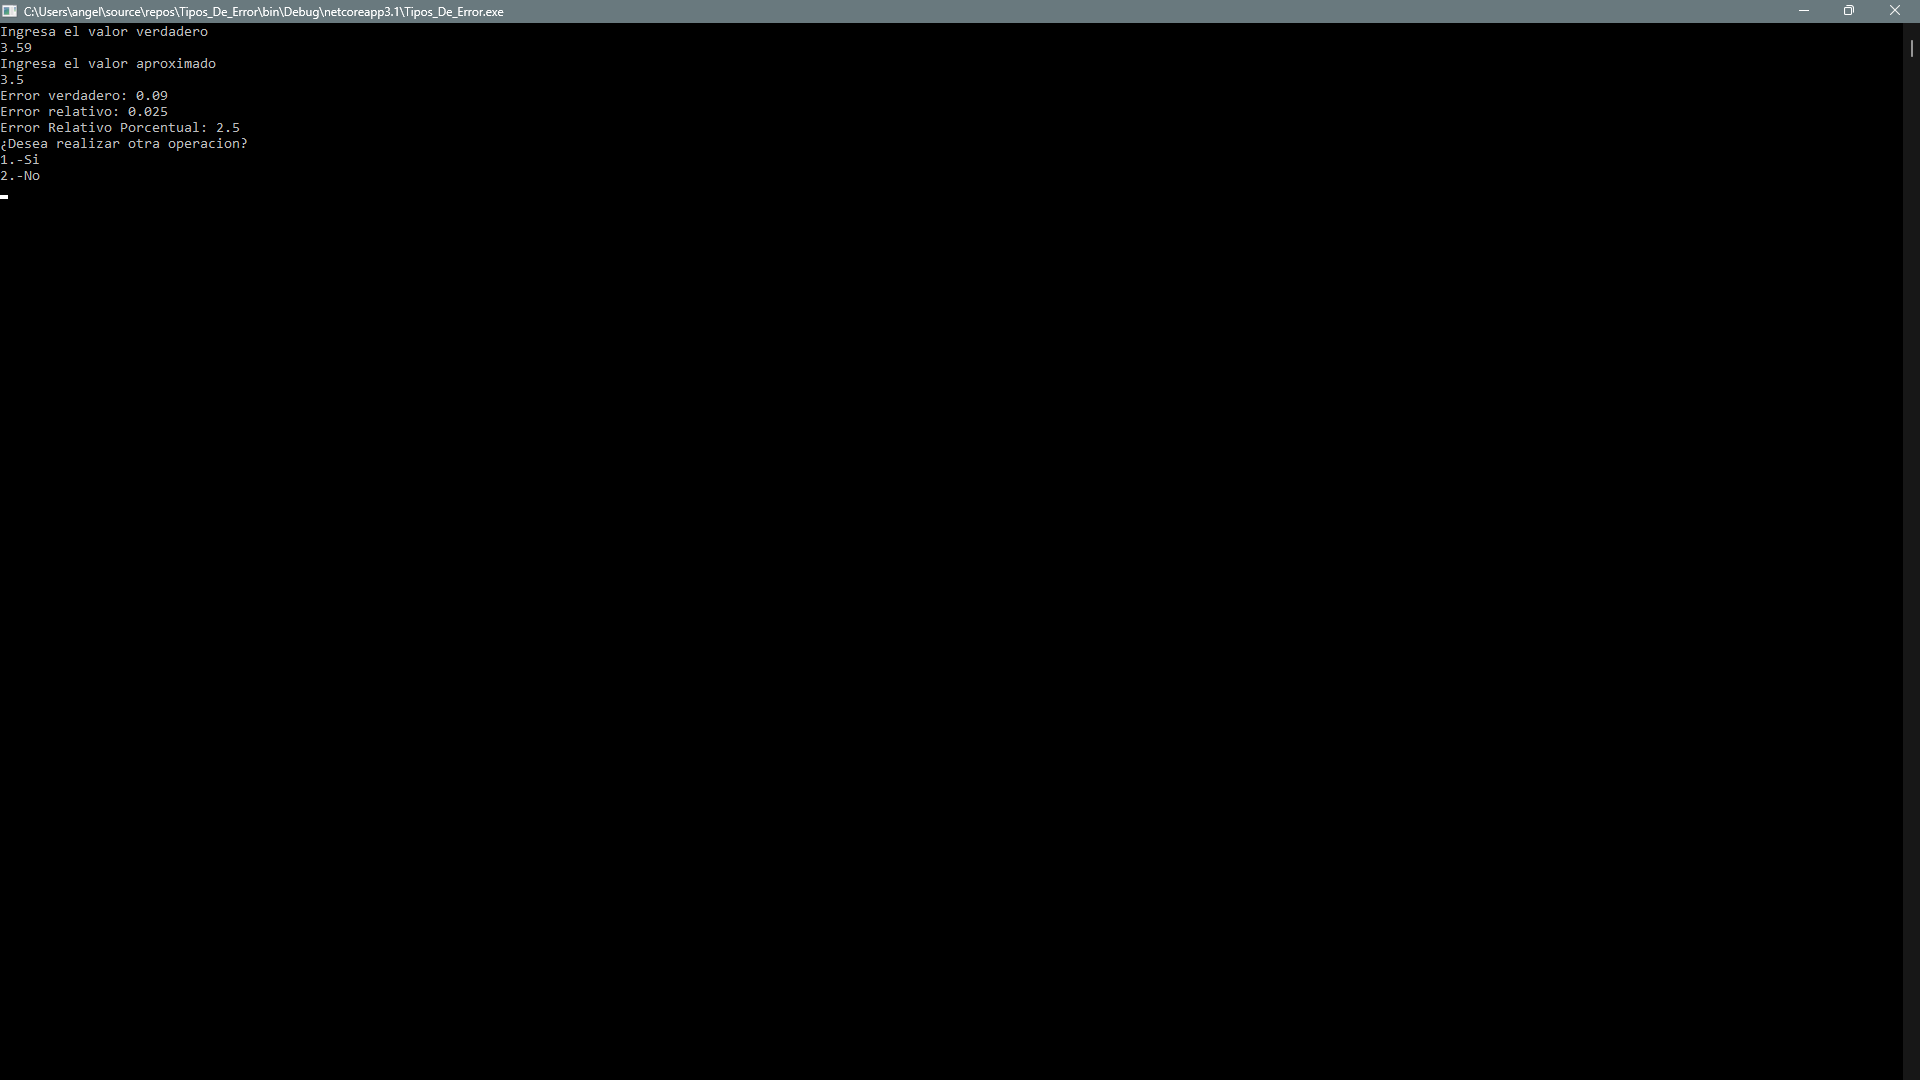 C:\Users\angel\source\repos\Tipos_De_Error\bin\Debug\netcoreapp3.1\Tipos_De_Error.exe
Ingresa el valor verdadero
3.59
Ingresa el valor aproximado
3.5
Error verdadero: 0.09
Error relativo: 0.025
Error Relativo Porcentual: 2.5
¿Desea realizar otra operacion?
1.-Si
2.-No